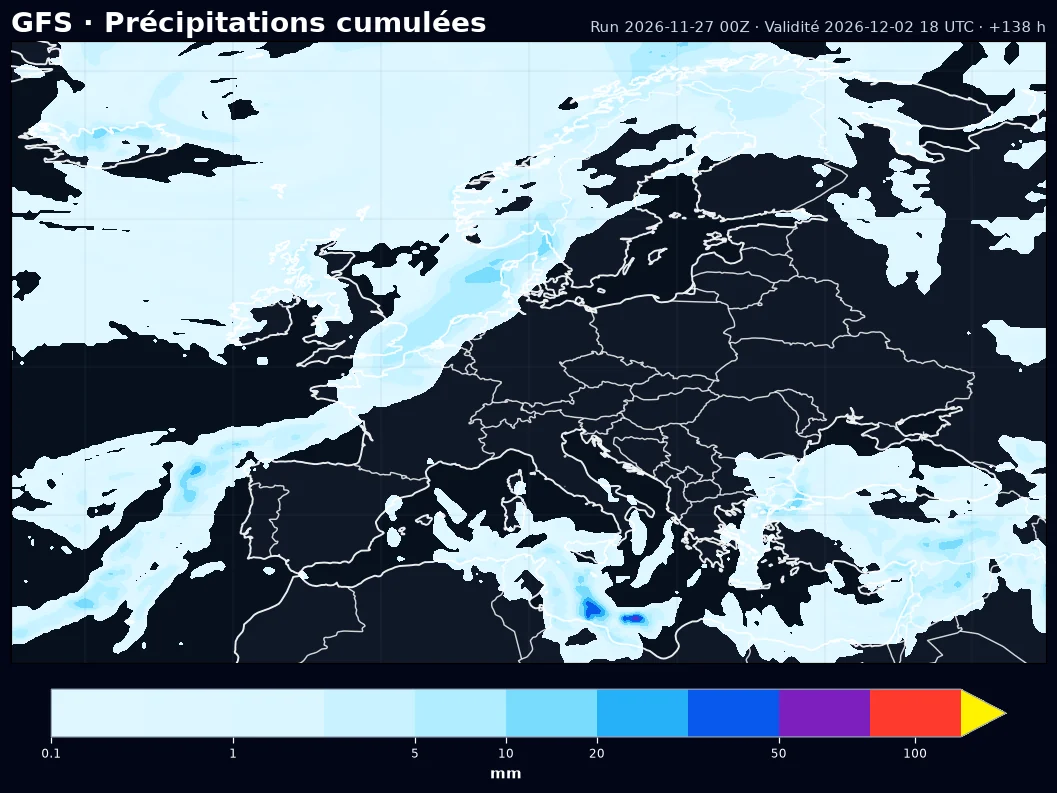 GFS · Précipitations cumulées
Run 2026-11-27 00Z · Validité 2026-12-02 18 UTC · +138 h
0.1 1 5 10 20 50 100
mm